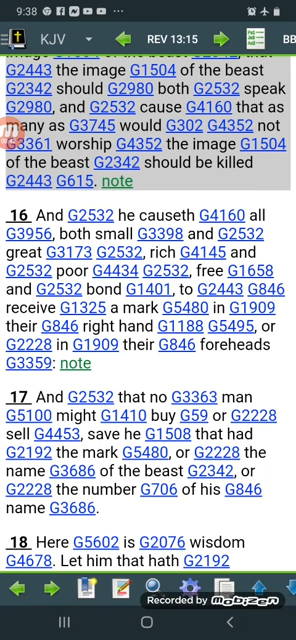 9:38
KJV
REV 13:15
BB
image G1504 of the beast G2342, that
G2443 the image G1504 of the beast
G2342 should G2980 both G2532 speak
G2980, and G2532 cause G4160 that as
many as G3745 would G302 G4352 not
G3361 worship G4352 the image G1504
of the beast G2342 should be killed
G2443 G615. note
16 And G2532 he causeth G4160 all
G3956, both small G3398 and G2532
great G3173 G2532, rich G4145 and
G2532 poor G4434 G2532, free G1658
and G2532 bond G1401, to G2443 G846
receive G1325 a mark G5480 in G1909
their G846 right hand G1188 G5495, or
G2228 in G1909 their G846 foreheads
G3359: note
17 And G2532 that no G3363 man
G5100 might G1410 buy G59 or G2228
sell G4453, save he G1508 that had
G2192 the mark G5480, or G2228 the
name G3686 of the beast G2342, or
G2228 the number G706 of his G846
name G3686.
18 Here G5602 is G2076 wisdom
G4678. Let him that hath G2192
Recorded by mobizen